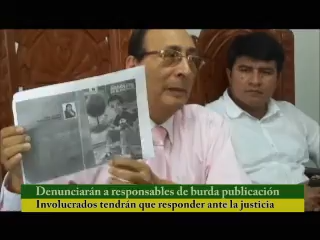 Denunciarán a responsables de burda publicación
Involucrados tendrán que responder ante la justicia